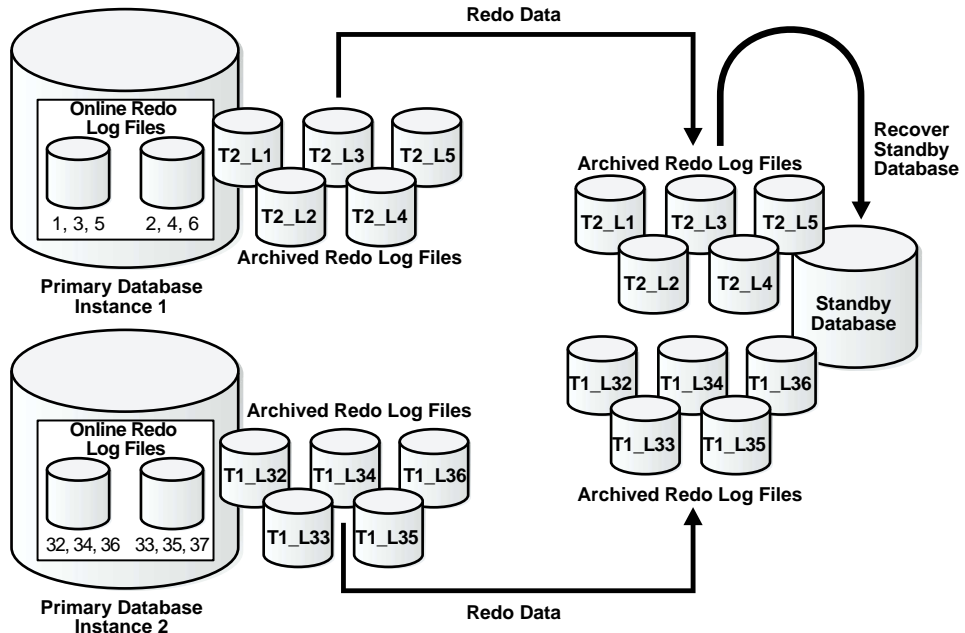 Redo Data
Online Redo
Log Files
1, 3, 5
2, 4, 6
T2_L1
T2_L3
T2_L5
T2_L2
T2_L4
Archived Redo Log Files
Primary Database
Instance 1
Archived Redo Log Files
T2_L1
T2_L3
T2_L5
T2_L2
T2_L4
Recover
Standby
Database
Standby
Database
T1_L32
T1_L34
T1_L36
T1_L33
T1_L35
Archived Redo Log Files
Archived Redo Log Files
Online Redo
Log Files
32, 34, 36
33, 35, 37
T1_L32
T1_L34
T1_L36
T1_L33
T1_L35
Primary Database
Instance 2
Redo Data